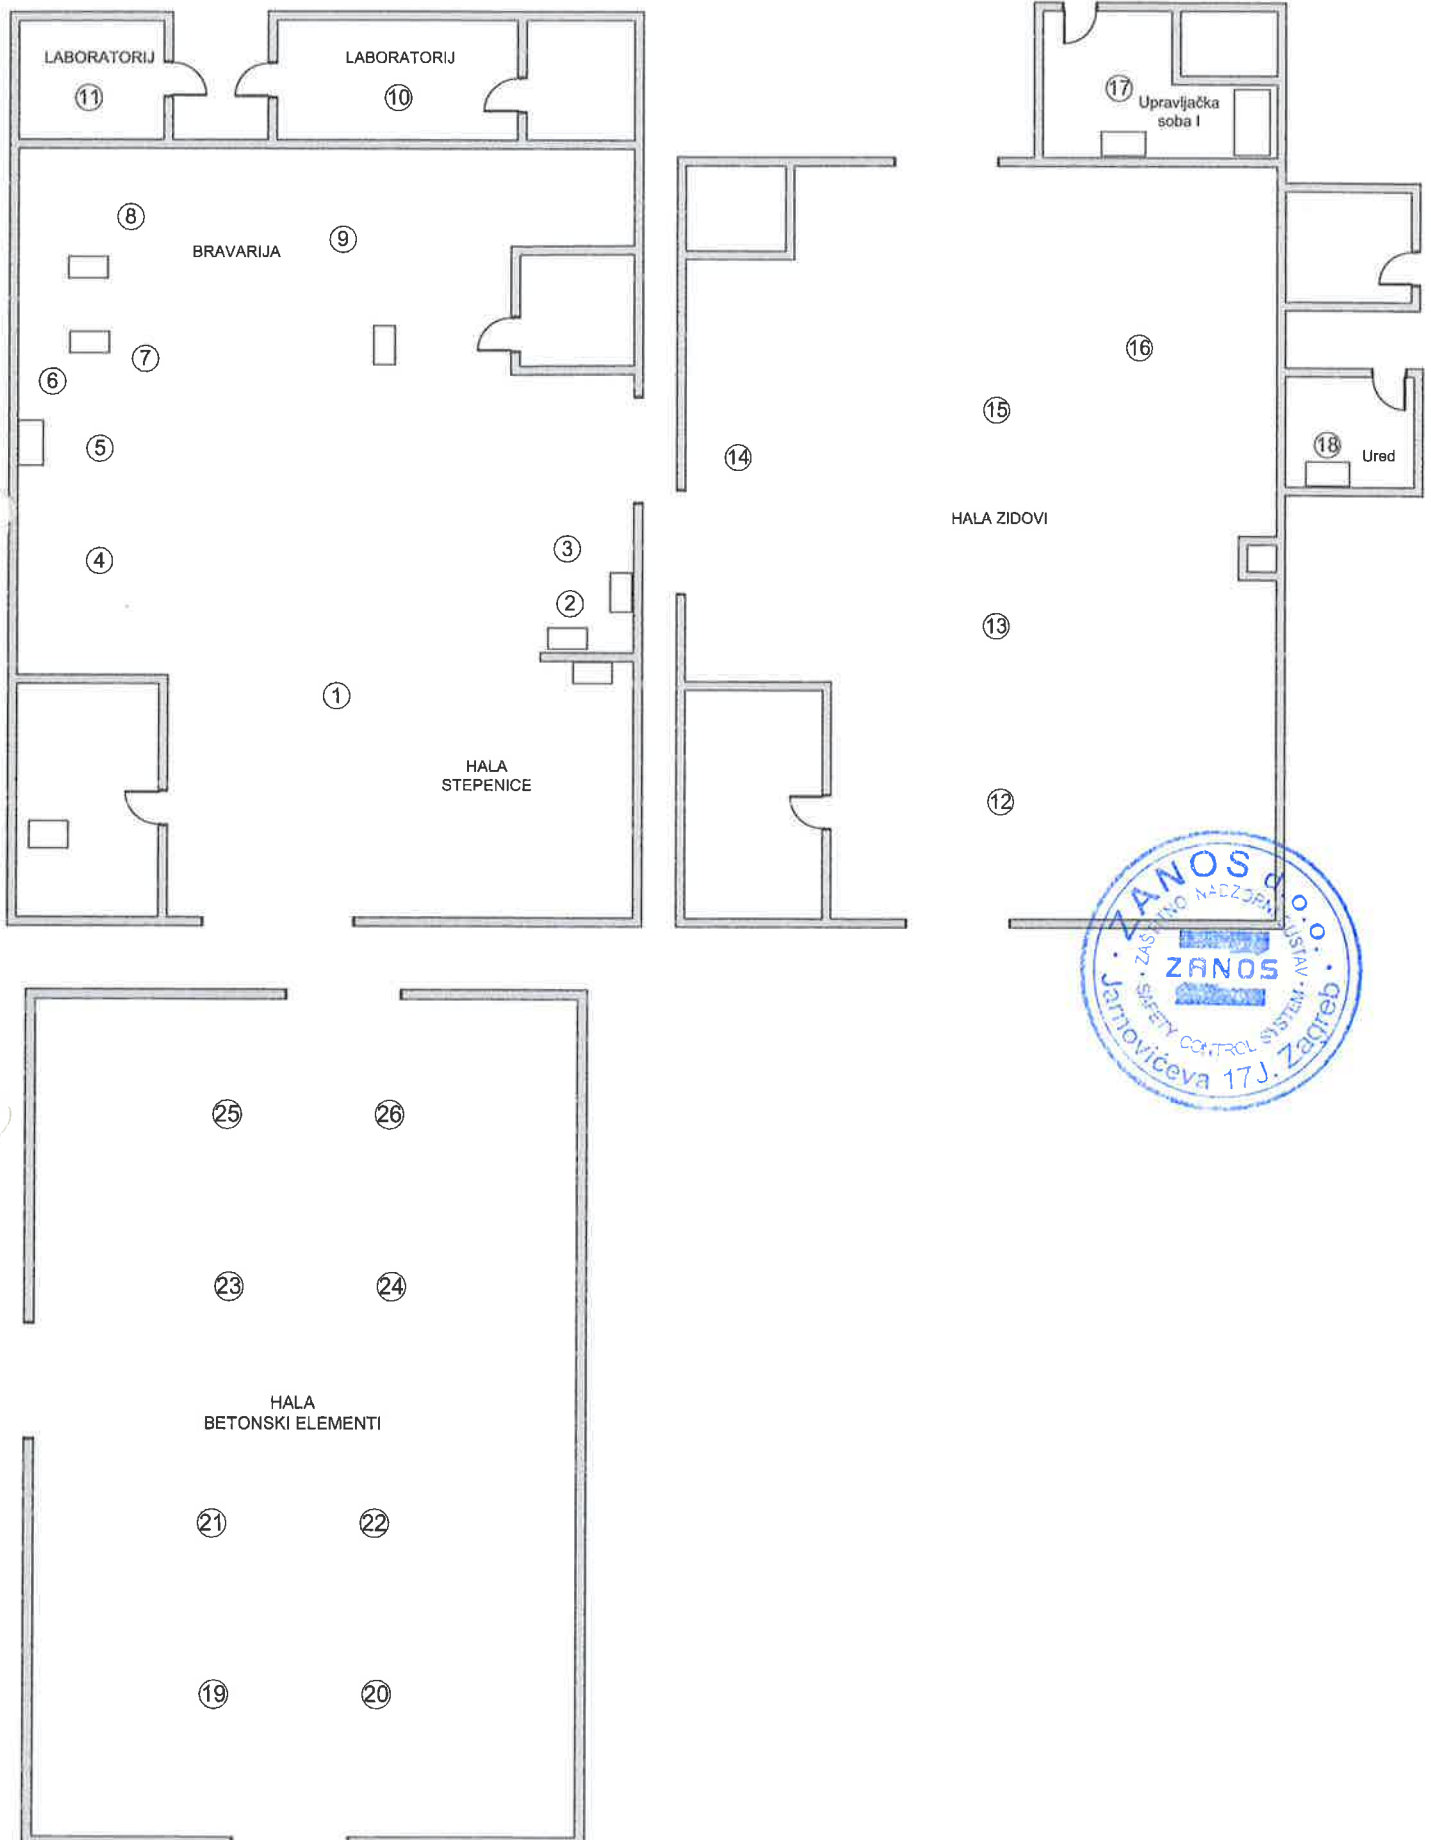 LABORATORIJ
11
LABORATORIJ
10
17
Upravljačka
soba I
8
BRAVARIJA
9
6
7
5
4
3
2
1
HALA
STEPENICE
16
15
14
18
Ured
HALA ZIDOVI
13
12
ZANOS d.o.o.
ZAŠTITNO NADZORNI SUSTAV
ZANOS
SAFETY CONTROL SYSTEM
Jarnovićeva 17J. Zagreb
25
26
23
24
HALA
BETONSKI ELEMENTI
21
22
19
20